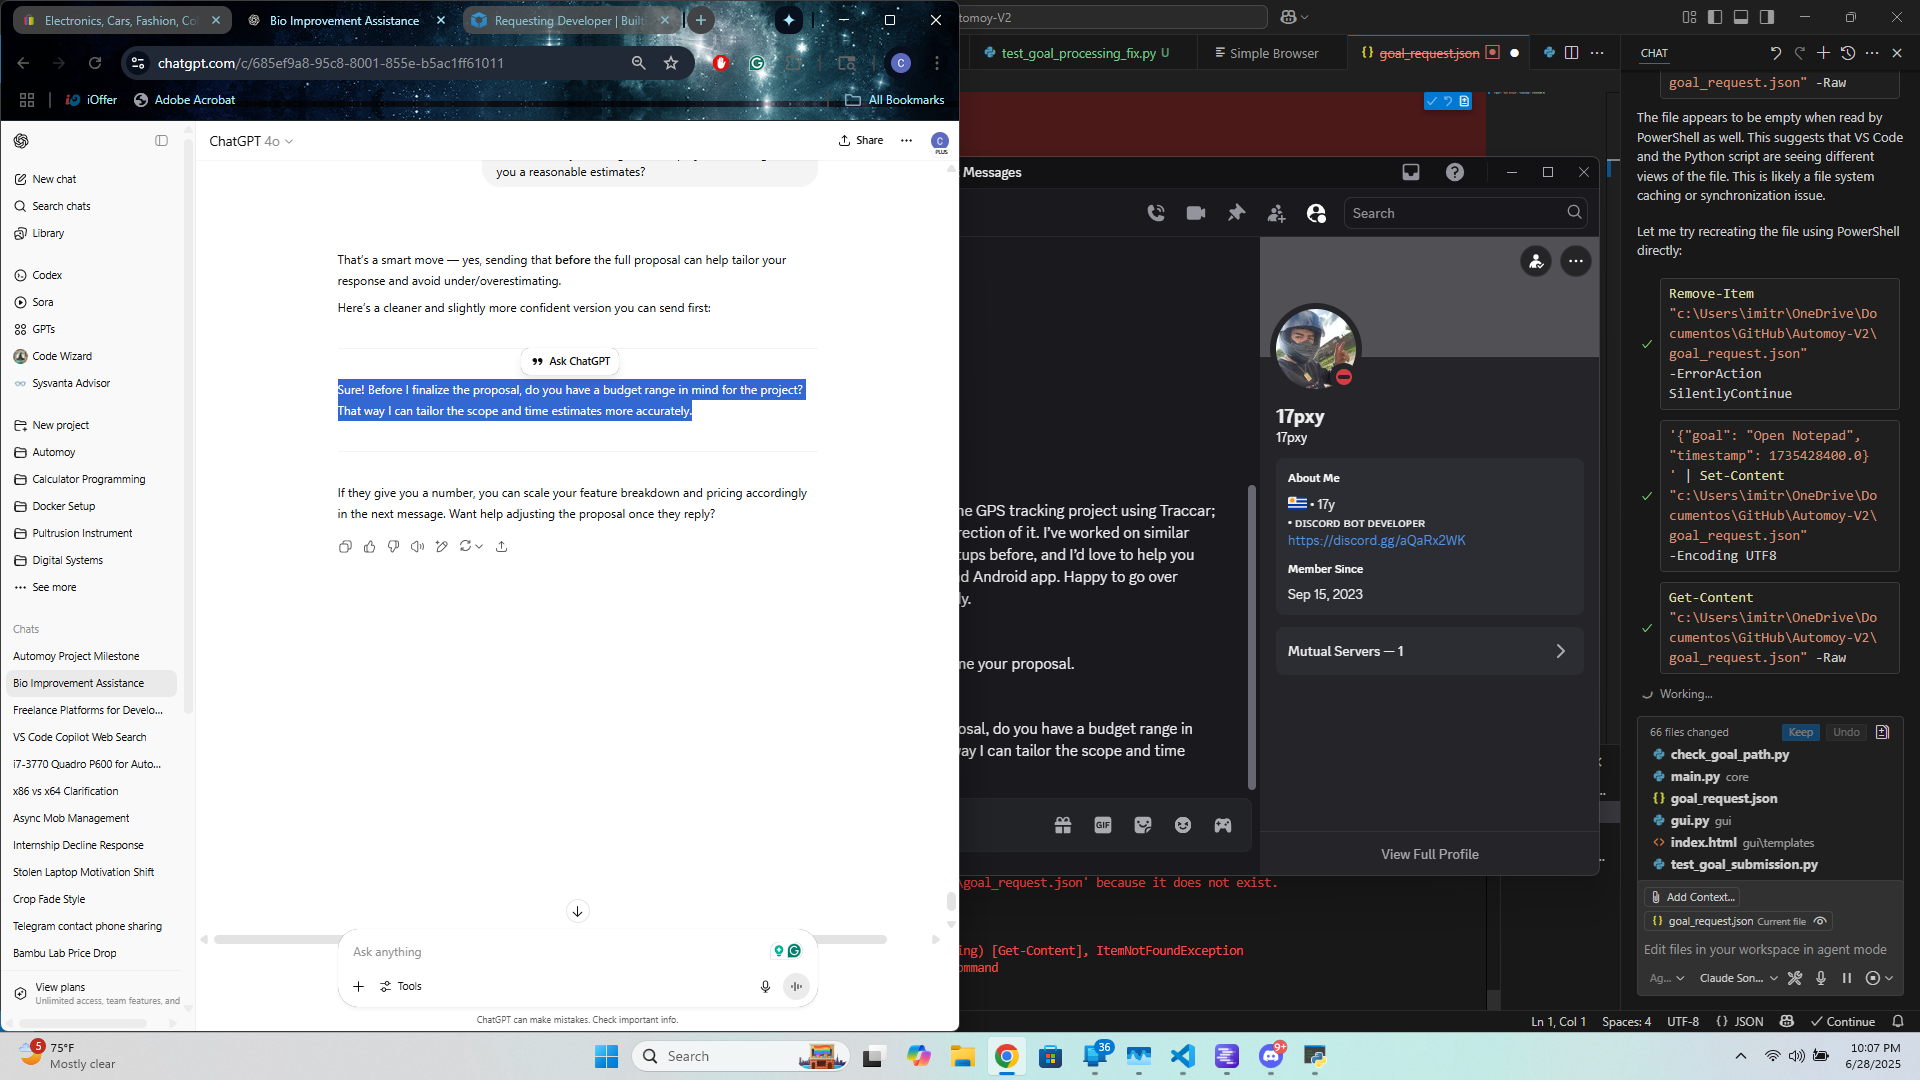 Electronics, Cars, Fashion, Co
Bio Improvement Assistance
Requesting Developer | Built
chatgpt.com/c/685ef9a8-95c8-8001-855e-b5ac1ff61011
C
iOffer
Adobe Acrobat
All Bookmarks
ChatGPT 4o
Share
C
PLUS
New chat
Search chats
Library
Codex
Sora
GPTs
Code Wizard
Sysvanta Advisor
New project
Automoy
Calculator Programming
Docker Setup
Pultrusion Instrument
Digital Systems
See more
Chats
Automoy Project Milestone
Bio Improvement Assistance
Freelance Platforms for Develo...
VS Code Copilot Web Search
i7-3770 Quadro P600 for Auto...
x86 vs x64 Clarification
Async Mob Management
Internship Decline Response
Stolen Laptop Motivation Shift
Crop Fade Style
Telegram contact phone sharing
Bambu Lab Price Drop
View plans
Unlimited access, team features, and
you a reasonable estimates?
That's a smart move — yes, sending that before the full proposal can help tailor your
response and avoid under/overestimating.
Here's a cleaner and slightly more confident version you can send first:
Ask ChatGPT
Sure! Before I finalize the proposal, do you have a budget range in mind for the project?
That way I can tailor the scope and time estimates more accurately.
If they give you a number, you can scale your feature breakdown and pricing accordingly
in the next message. Want help adjusting the proposal once they reply?
Ask anything
Tools
ChatGPT can make mistakes. Check important info.
utomoy-V2
test_goal_processing_fix.py U
Simple Browser
goal_request.json
Messages
Search
ne GPS tracking project using Traccar;
rection of it. I've worked on similar
tups before, and I'd love to help you
d Android app. Happy to go over
ly.
ne your proposal.
osal, do you have a budget range in
way I can tailor the scope and time
GIF
17pxy
17pxy
About Me
• 17y
• DISCORD BOT DEVELOPER
https://discord.gg/aQaRx2WK
Member Since
Sep 15, 2023
Mutual Servers — 1
View Full Profile
\goal_request.json' because it does not exist.
ing) [Get-Content], ItemNotFoundException
ommand
CHAT
goal_request.json" -Raw
The file appears to be empty when read by
PowerShell as well. This suggests that VS Code
and the Python script are seeing different
views of the file. This is likely a file system
caching or synchronization issue.
Let me try recreating the file using PowerShell
directly:
Remove-Item
"c:\Users\imitr\OneDrive\Do
cumentos\GitHub\Automoy-V2\
goal_request.json"
-ErrorAction
SilentlyContinue
'{"goal": "Open Notepad",
"timestamp": 1735428400.0}
' | Set-Content
"c:\Users\imitr\OneDrive\Do
cumentos\GitHub\Automoy-V2\
goal_request.json"
-Encoding UTF8
Get-Content
"c:\Users\imitr\OneDrive\Do
cumentos\GitHub\Automoy-V2\
goal_request.json" -Raw
Working...
66 files changed
Keep
Undo
check_goal_path.py
main.py core
goal_request.json
gui.py gui
index.html gui\templates
test_goal_submission.py
Add Context...
goal_request.json Current file
Edit files in your workspace in agent mode
Ag...
Claude Son...
Ln 1, Col 1
Spaces: 4
UTF-8
{} JSON
Continue
5
75°F
Mostly clear
Search
36
9+
10:07 PM
6/28/2025